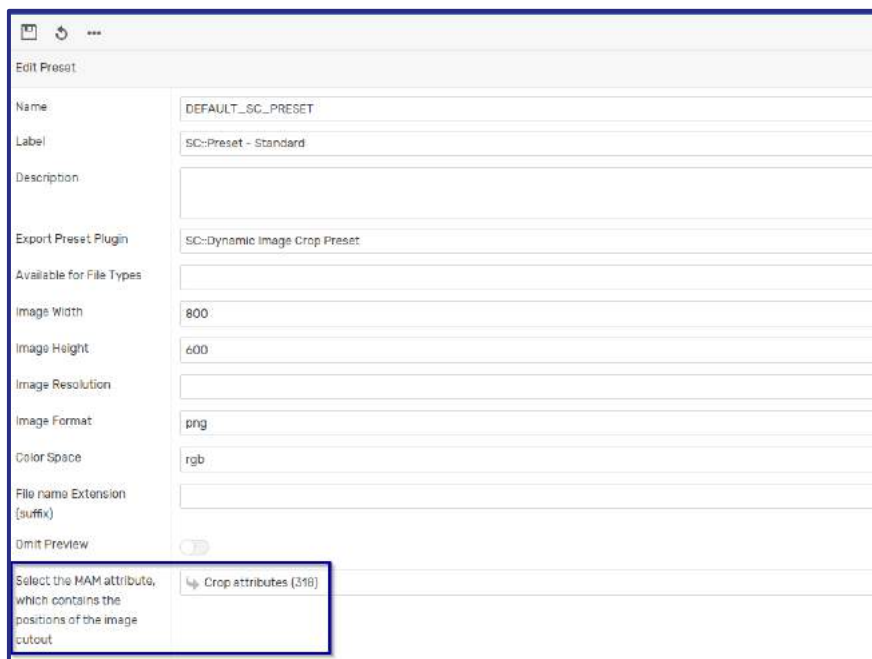 Edit Preset
Name
DEFAULT_SC_PRESET
Label
SC::Preset - Standard
Description
Export Preset Plugin
SC::Dynamic Image Crop Preset
Available for File Types
Image Width
800
Image Height
600
Image Resolution
Image Format
png
Color Space
rgb
File name Extension
(suffix)
Omit Preview
Select the MAM attribute,
Crop attributes (318)
which contains the
positions of the image
cutout